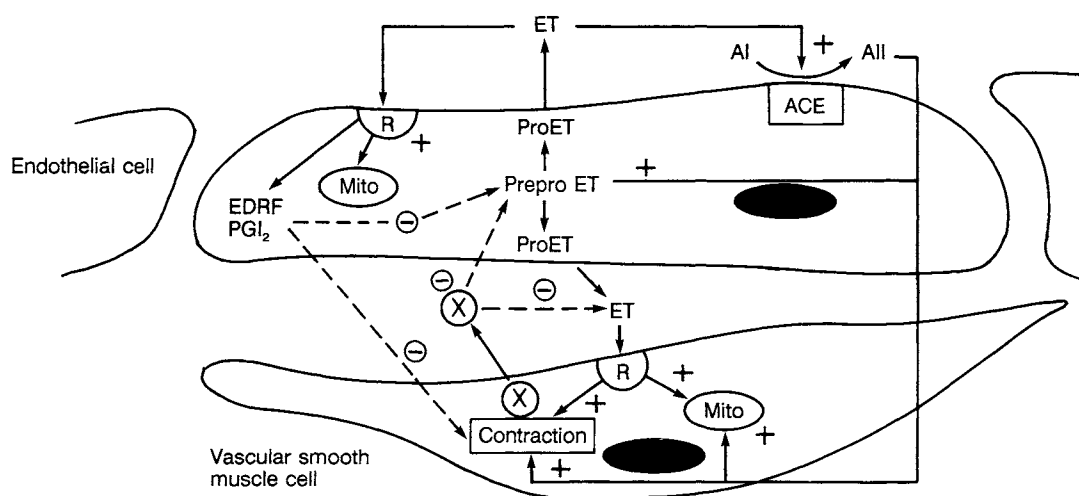 ET
AI
AII
+
ACE
R
+
ProET
Endothelial cell
Mito
Prepro ET
+
EDRF
PGI₂
−
ProET
−
X
−
ET
−
R
+
X
+
Mito
+
Contraction
+
Vascular smooth
muscle cell